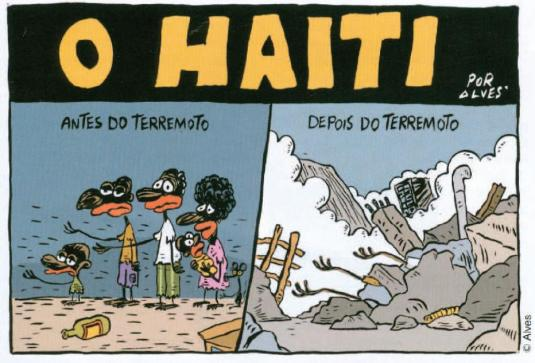 O HAITI
POR
ALVES
ANTES DO TERREMOTO
DEPOIS DO TERREMOTO
© Alves